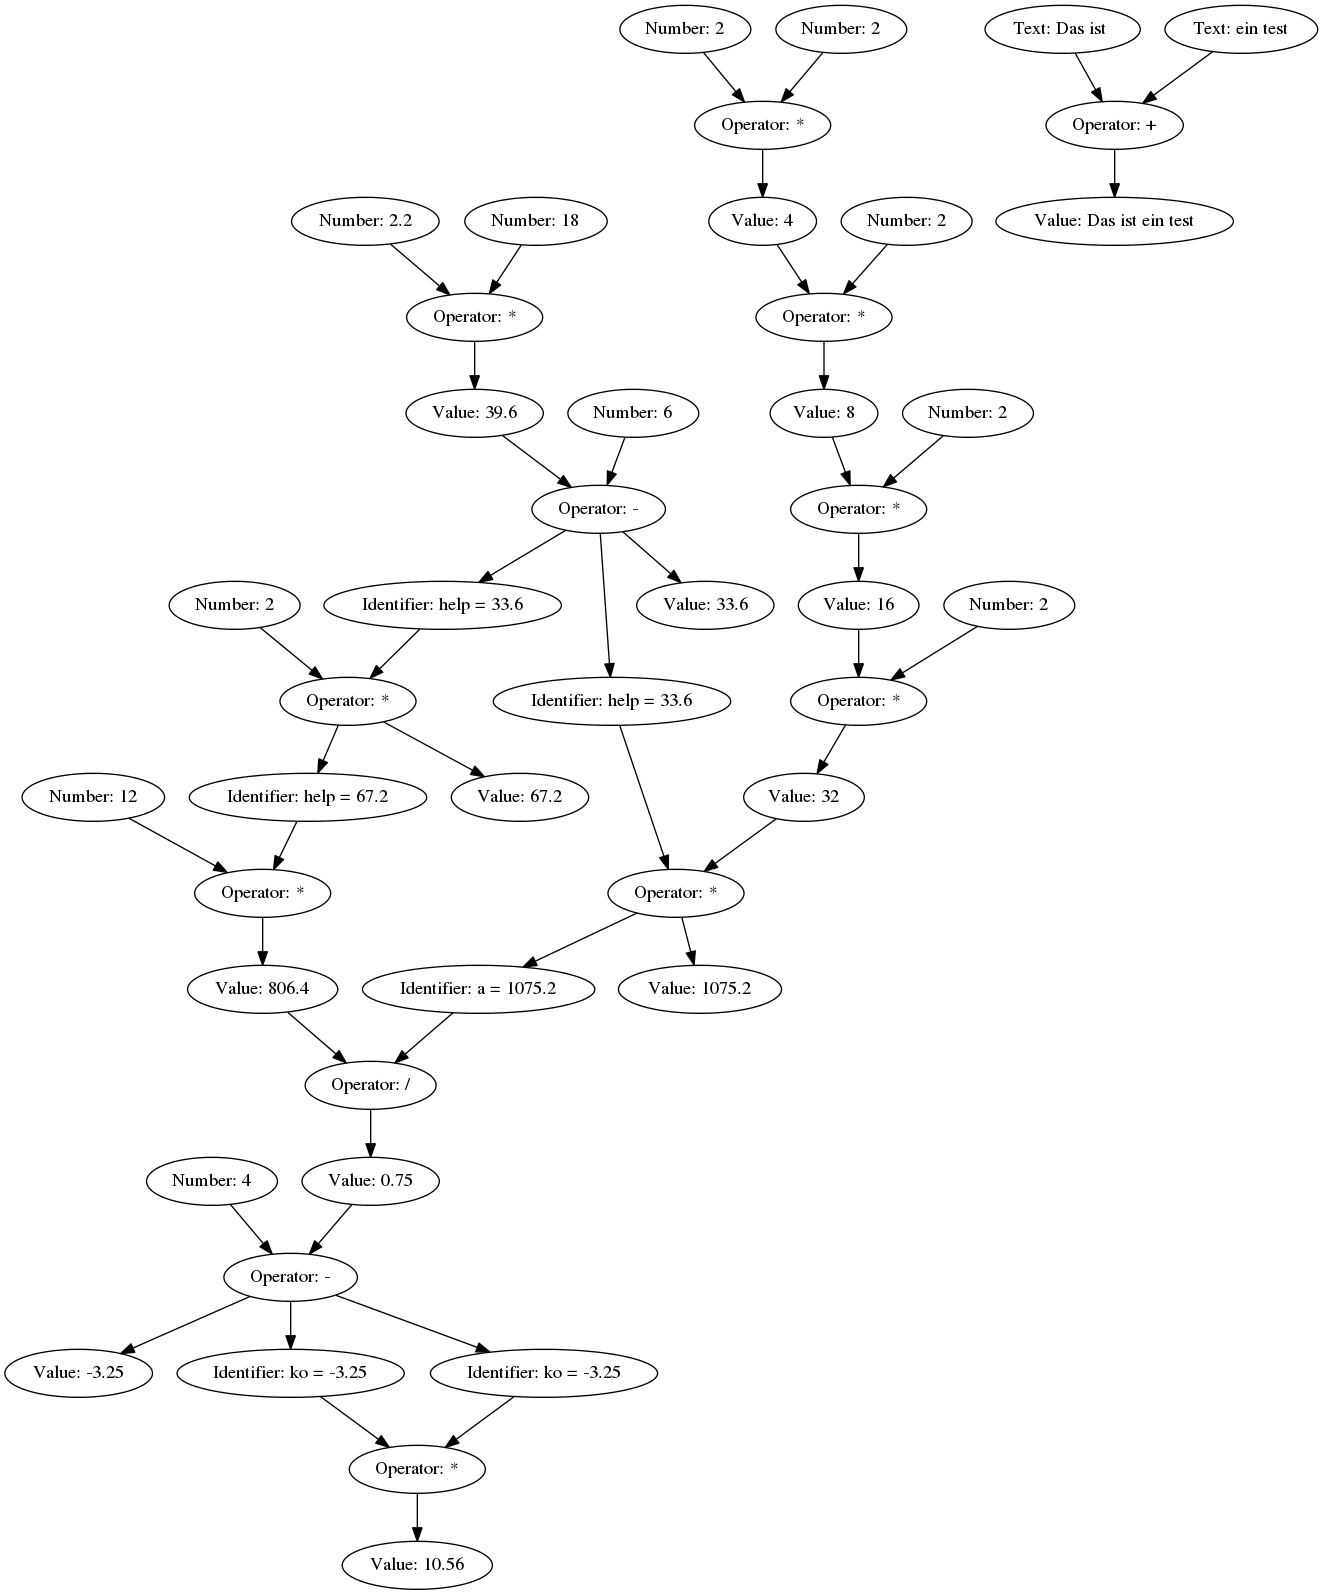 Number: 2
Number: 2
Text: Das ist
Text: ein test
Operator: *
Operator: +
Number: 2.2
Number: 18
Value: 4
Number: 2
Value: Das ist ein test
Operator: *
Operator: *
Value: 39.6
Number: 6
Value: 8
Number: 2
Operator: -
Operator: *
Number: 2
Identifier: help = 33.6
Value: 33.6
Value: 16
Number: 2
Operator: *
Identifier: help = 33.6
Operator: *
Number: 12
Identifier: help = 67.2
Value: 67.2
Value: 32
Operator: *
Operator: *
Value: 806.4
Identifier: a = 1075.2
Value: 1075.2
Operator: /
Number: 4
Value: 0.75
Operator: -
Value: -3.25
Identifier: ko = -3.25
Identifier: ko = -3.25
Operator: *
Value: 10.56